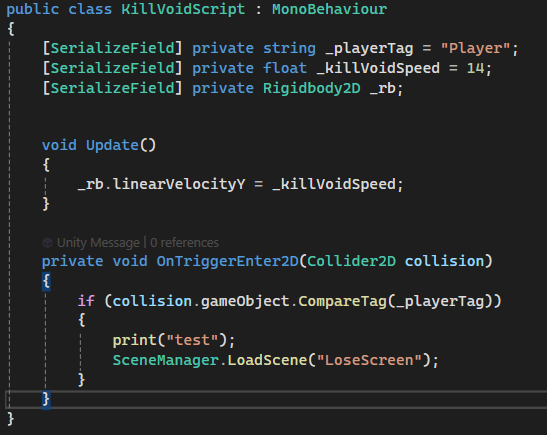 public class KillVoidScript : MonoBehaviour
{
    [SerializeField] private string _playerTag = "Player";
    [SerializeField] private float _killVoidSpeed = 14;
    [SerializeField] private Rigidbody2D _rb;

    void Update()
    {
        _rb.linearVelocityY = _killVoidSpeed;
    }

    Unity Message | 0 references
    private void OnTriggerEnter2D(Collider2D collision)
    {
        if (collision.gameObject.CompareTag(_playerTag))
        {
            print("test");
            SceneManager.LoadScene("LoseScreen");
        }
    }
}